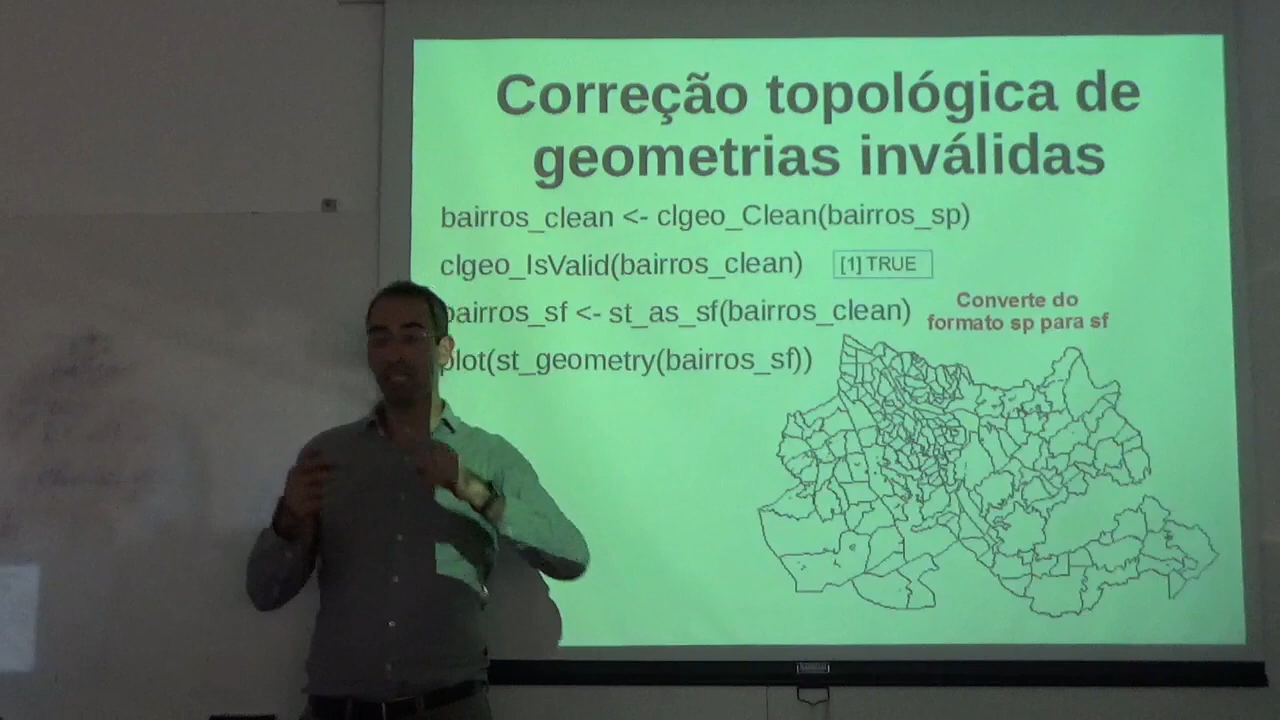 Correção topológica de
geometrias inválidas
bairros_clean <- clgeo_Clean(bairros_sp)
clgeo_IsValid(bairros_clean) [1] TRUE
bairros_sf <- st_as_sf(bairros_clean)
Converte do
formato sp para sf
plot(st_geometry(bairros_sf))